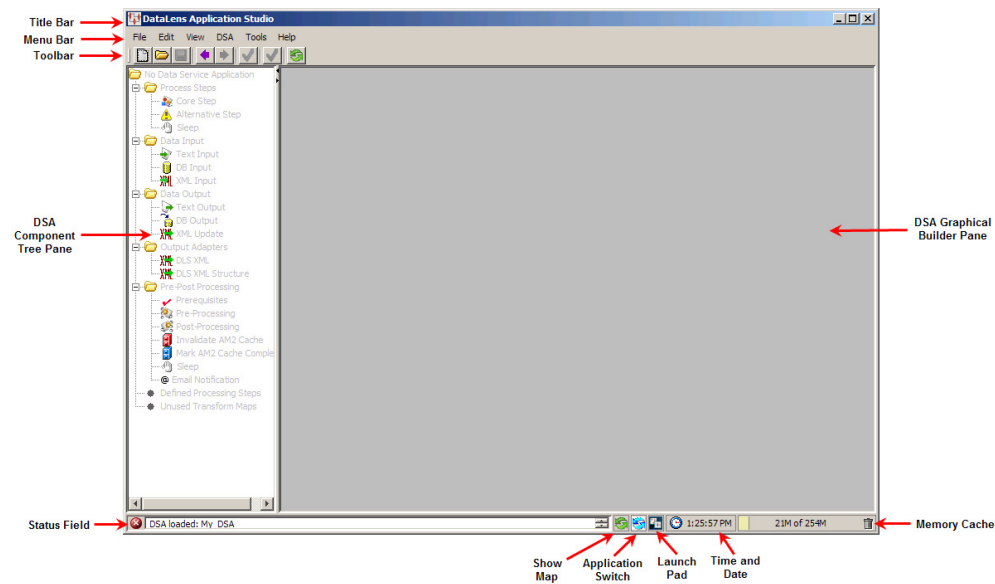 Title Bar
DataLens Application Studio
Menu Bar
File Edit View DSA Tools Help
Toolbar
No Data Service Application
Process Steps
Core Step
Alternative Step
Sleep
Data Input
Text Input
DB Input
XML Input
Data Output
Text Output
DB Output
XML Update
Output Adapters
DLS XML
DLS XML Structure
Pre-Post Processing
Prerequisites
Pre-Processing
Post-Processing
Invalidate AM2 Cache
Mark AM2 Cache Comple
Sleep
@ Email Notification
Defined Processing Steps
Unused Transform Maps
DSA
Component
Tree Pane
DSA Graphical
Builder Pane
Status Field
DSA loaded: My_DSA
1:25:57 PM
21M of 254M
Memory Cache
Show
Map
Application
Switch
Launch
Pad
Time and
Date